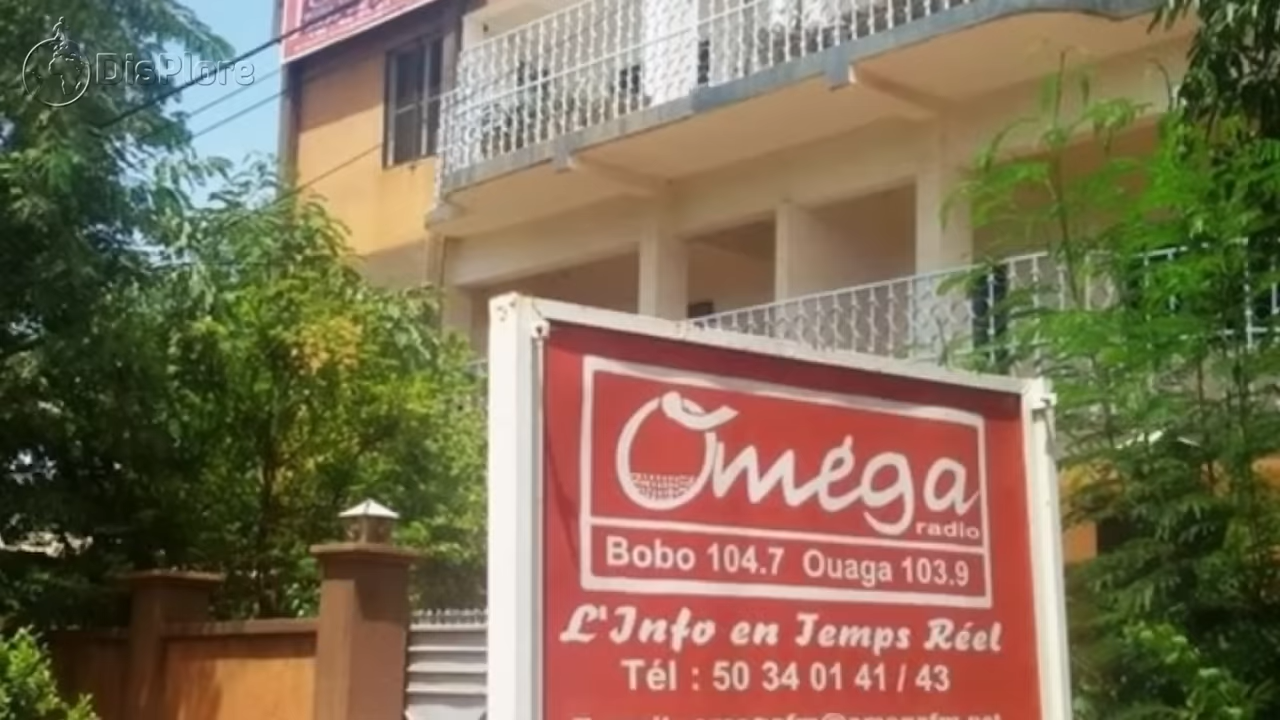 DisPlore
Omega
radio
Bobo 104.7 Ouaga 103.9
L'Info en Temps Réel
Tél : 50 34 01 41 / 43